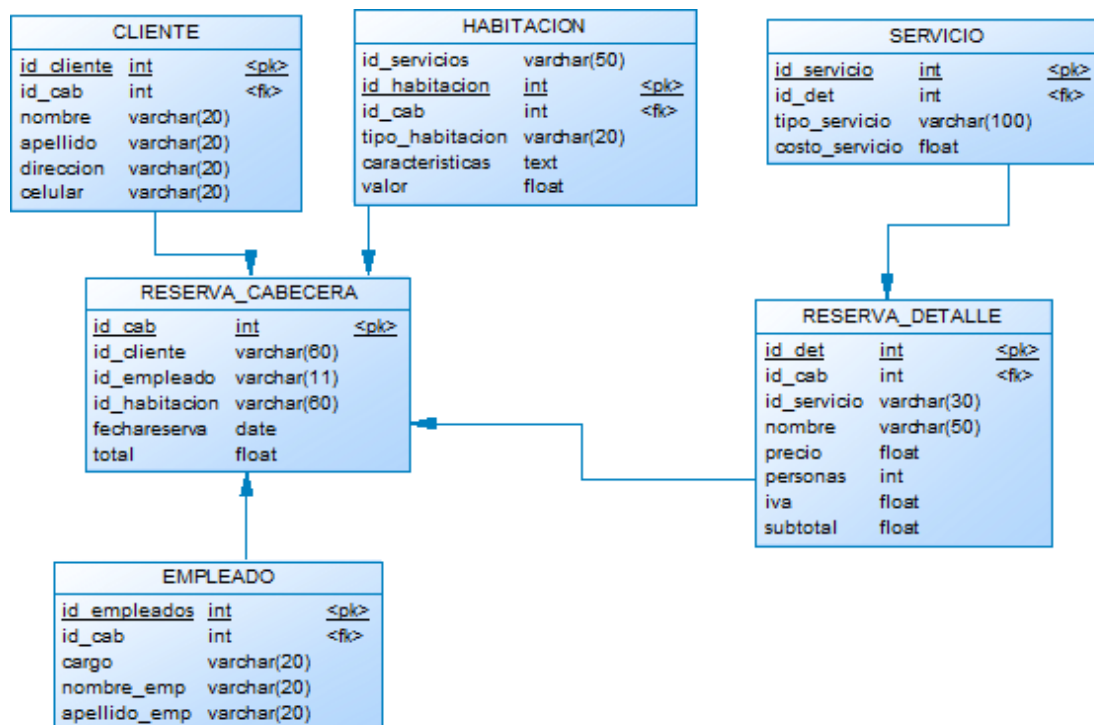 CLIENTE
id_cliente int <pk>
id_cab int <fk>
nombre varchar(20)
apellido varchar(20)
direccion varchar(20)
celular varchar(20)
HABITACION
id_servicios varchar(50)
id_habitacion int <pk>
id_cab int <fk>
tipo_habitacion varchar(20)
caracteristicas text
valor float
SERVICIO
id_servicio int <pk>
id_det int <fk>
tipo_servicio varchar(100)
costo_servicio float
RESERVA_CABECERA
id_cab int <pk>
id_cliente varchar(60)
id_empleado varchar(11)
id_habitacion varchar(60)
fechareserva date
total float
RESERVA_DETALLE
id_det int <pk>
id_cab int <fk>
id_servicio varchar(30)
nombre varchar(50)
precio float
personas int
iva float
subtotal float
EMPLEADO
id_empleados int <pk>
id_cab int <fk>
cargo varchar(20)
nombre_emp varchar(20)
apellido_emp varchar(20)